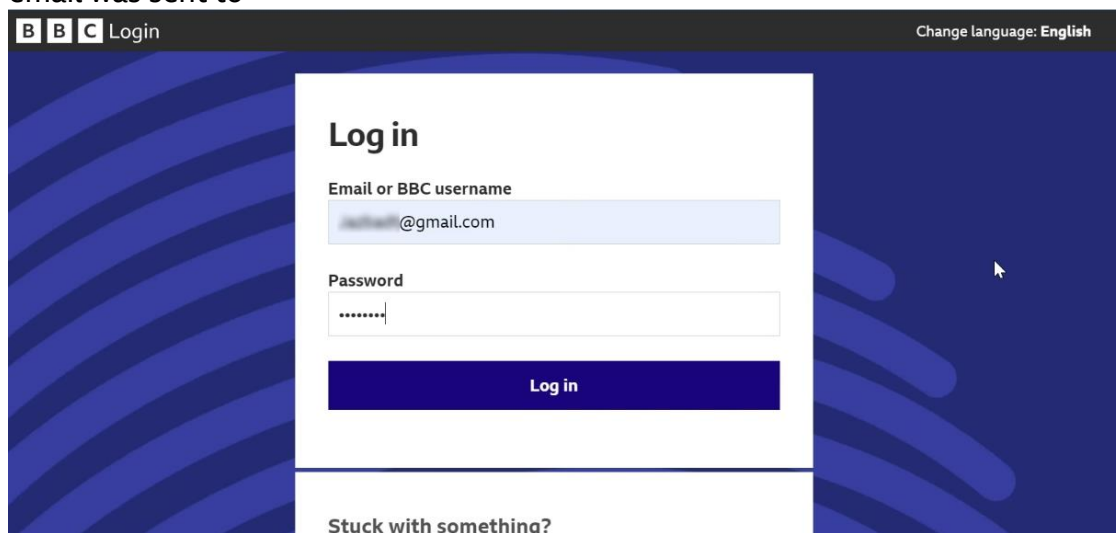 email was sent to
BBC Login
Change language: English
Log in
Email or BBC username
@gmail.com
Password
••••••••
Log in
Stuck with something?